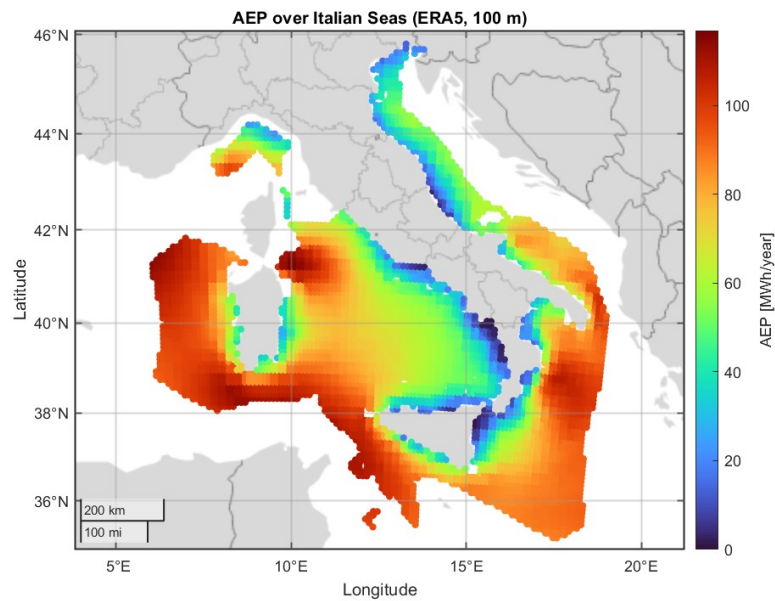 AEP over Italian Seas (ERA5, 100 m)
46°N
44°N
42°N
40°N
38°N
36°N
Latitude
200 km
100 mi
5°E
10°E
15°E
20°E
Longitude
100
80
60
40
20
0
AEP [MWh/year]